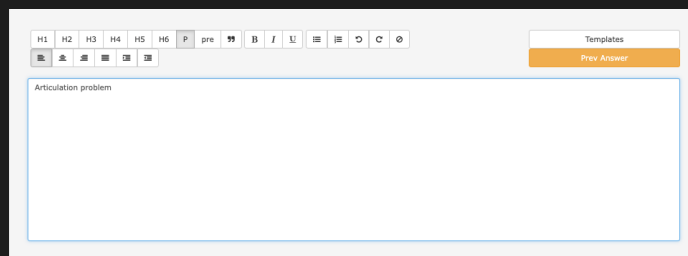 H1 H2 H3 H4 H5 H6 P pre B I U
Templates
Prev Answer
Articulation problem